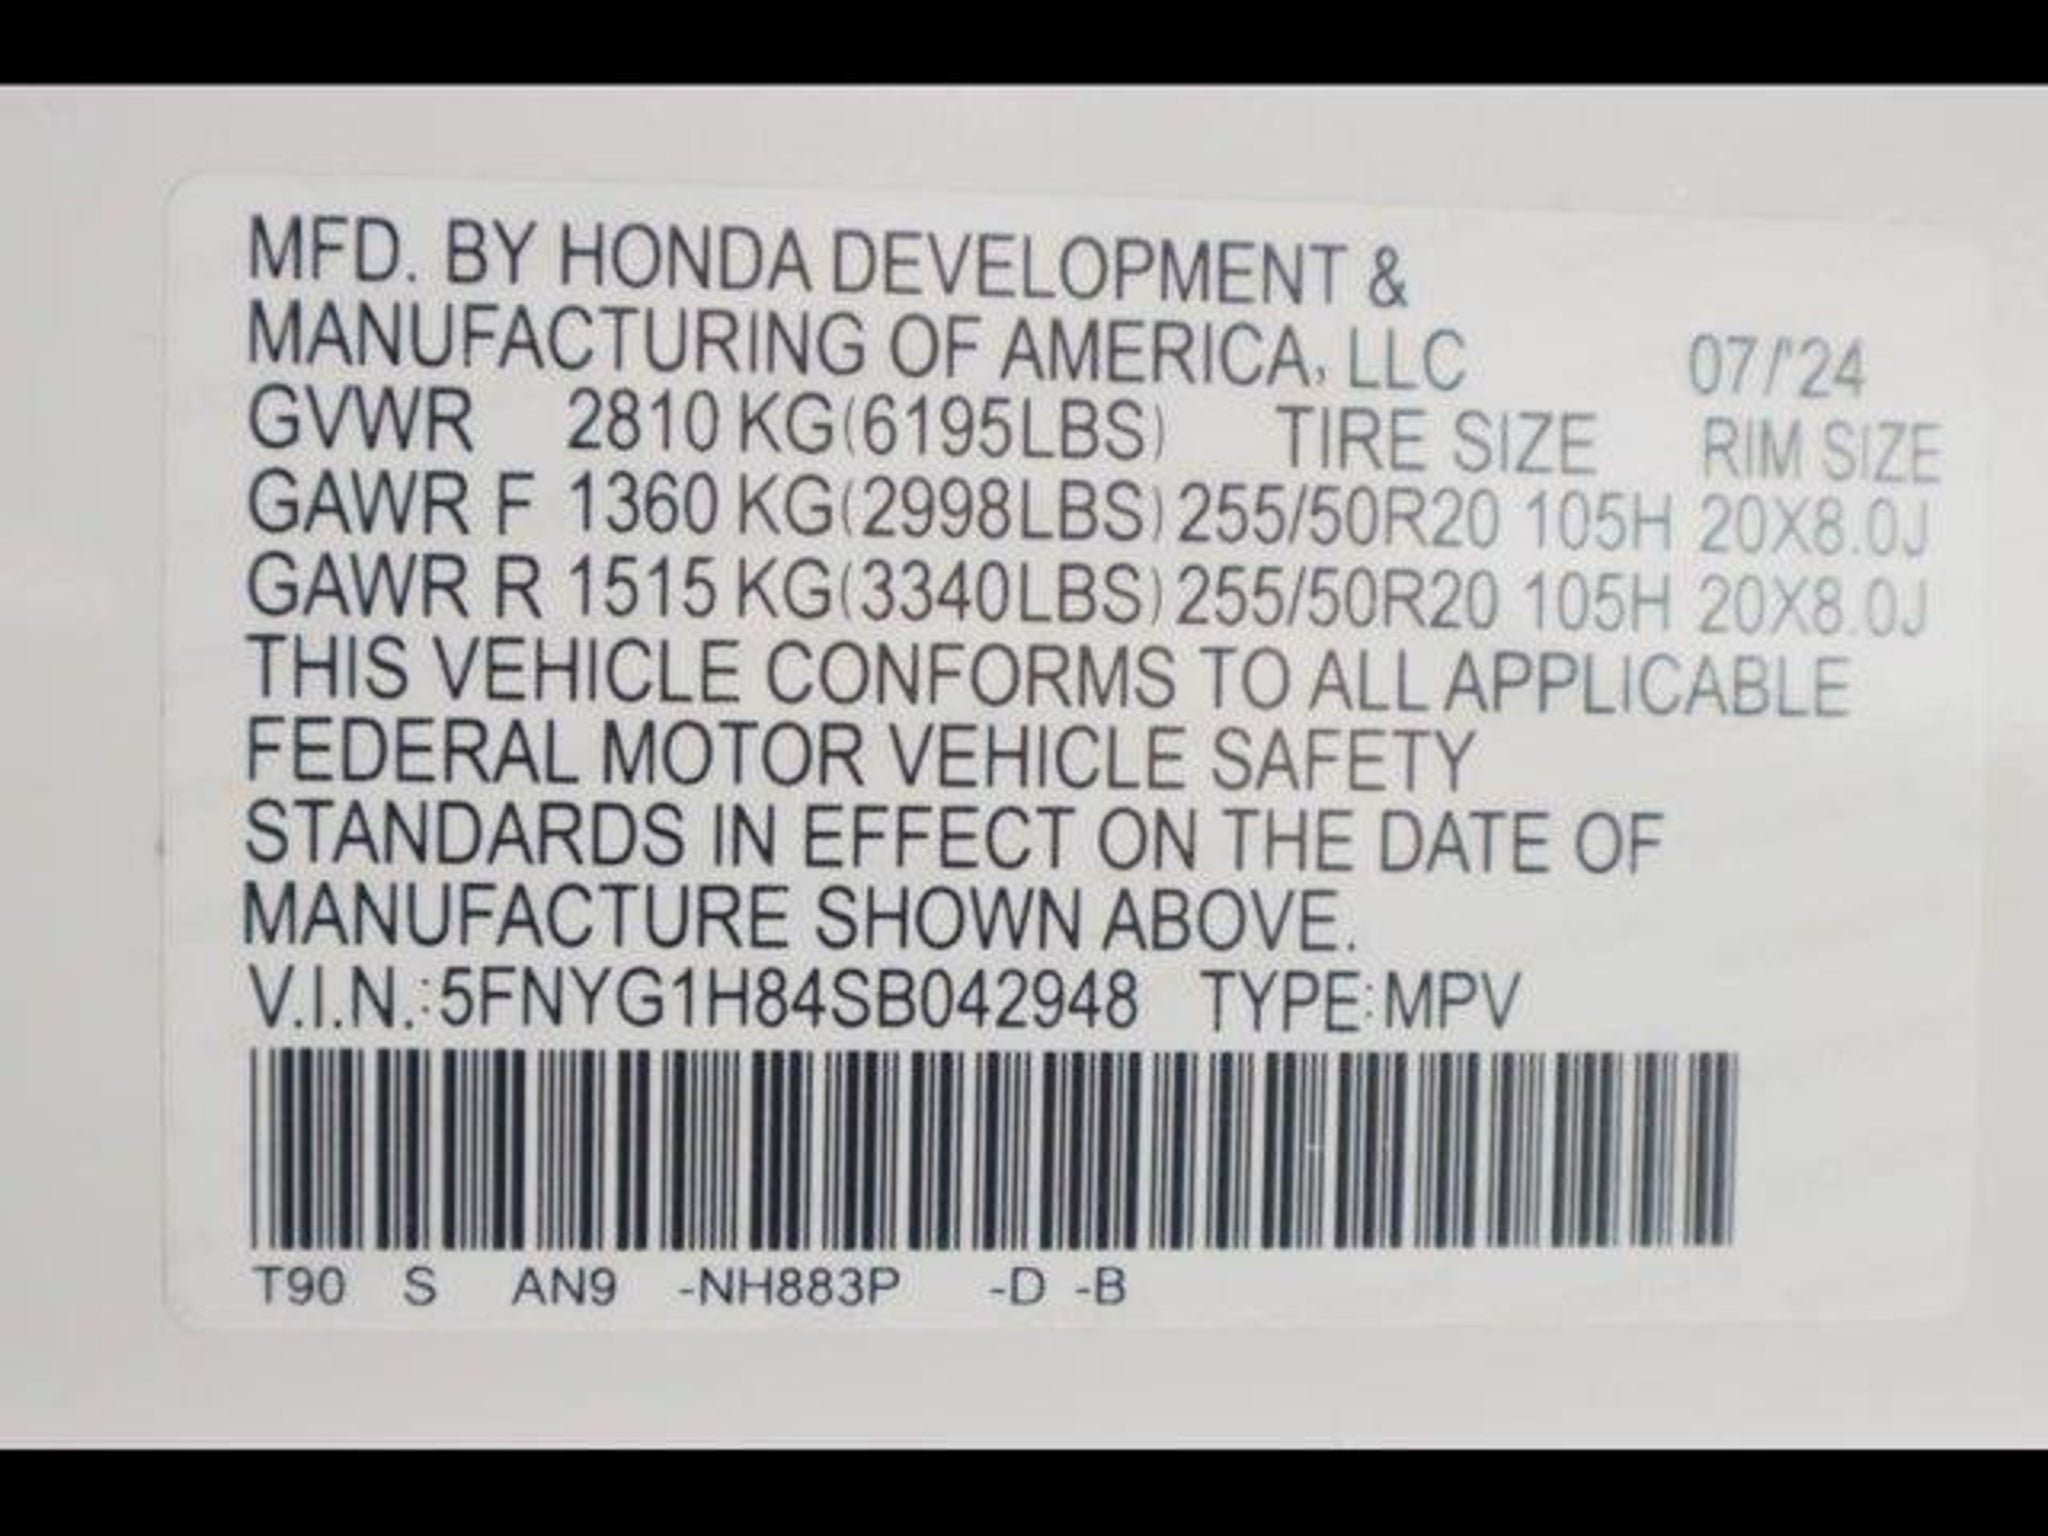 MFD. BY HONDA DEVELOPMENT &
MANUFACTURING OF AMERICA, LLC 07/'24
GVWR 2810 KG(6195LBS) TIRE SIZE RIM SIZE
GAWR F 1360 KG(2998LBS) 255/50R20 105H 20X8.0J
GAWR R 1515 KG(3340LBS) 255/50R20 105H 20X8.0J
THIS VEHICLE CONFORMS TO ALL APPLICABLE
FEDERAL MOTOR VEHICLE SAFETY
STANDARDS IN EFFECT ON THE DATE OF
MANUFACTURE SHOWN ABOVE.
V.I.N.:5FNYG1H84SB042948 TYPE:MPV
T90 S AN9 -NH883P -D -B